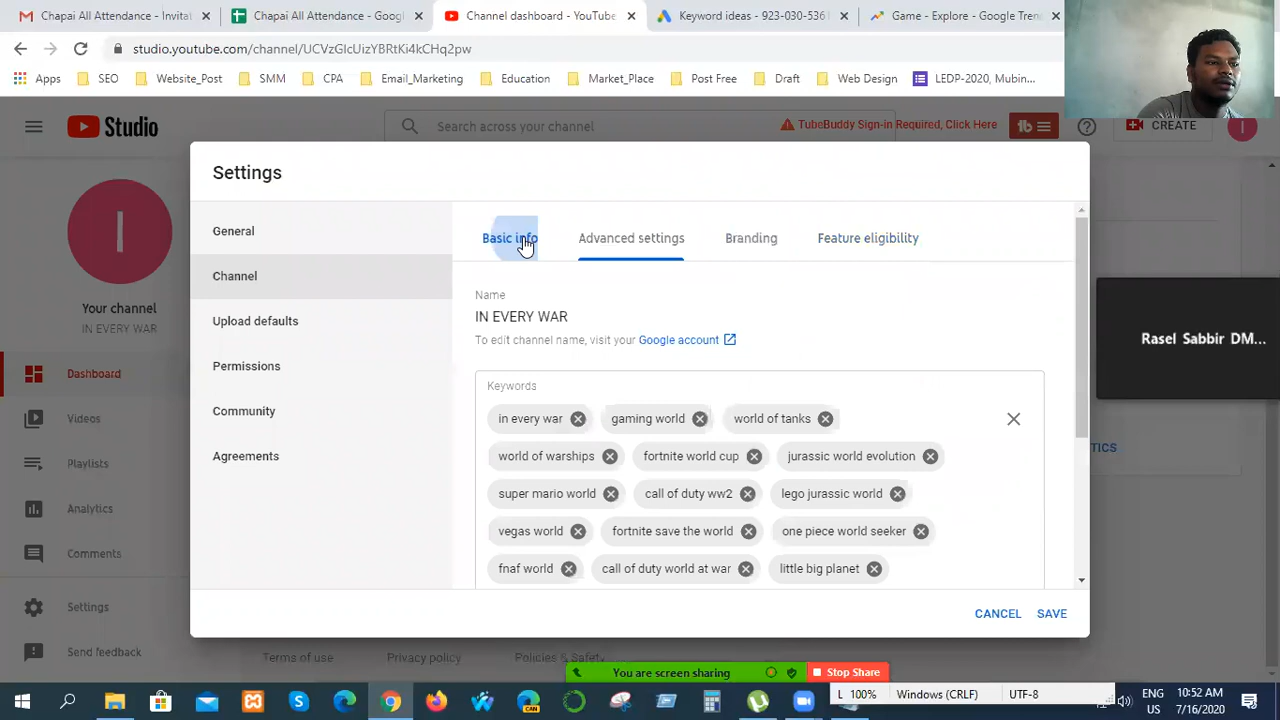 Chapai All Attendance - Invitati
Chapai All Attendance - Googl
Channel dashboard - YouTube
Keyword ideas - 923-030-5361
Game - Explore - Google Tren
studio.youtube.com/channel/UCVzGIcUizYBRtKi4kCHq2pw
Apps SEO Website_Post SMM CPA Email_Marketing Education Market_Place Post Free Draft Web Design LEDP-2020, Mubin...
Studio
Search across your channel
TubeBuddy Sign-in Required, Click Here
CREATE
Your channel
IN EVERY WAR
Dashboard
Videos
Playlists
Analytics
Comments
Settings
Send feedback
Settings
General
Channel
Upload defaults
Permissions
Community
Agreements
Basic info Advanced settings Branding Feature eligibility
Name
IN EVERY WAR
To edit channel name, visit your Google account
Keywords
in every war gaming world world of tanks
world of warships fortnite world cup jurassic world evolution
super mario world call of duty ww2 lego jurassic world
vegas world fortnite save the world one piece world seeker
fnaf world call of duty world at war little big planet
CANCEL SAVE
Rasel Sabbir DM...
TICS
Terms of use Privacy policy Policies & Safety
You are screen sharing Stop Share
L 100% Windows (CRLF) UTF-8
ENG 10:52 AM
US 7/16/2020